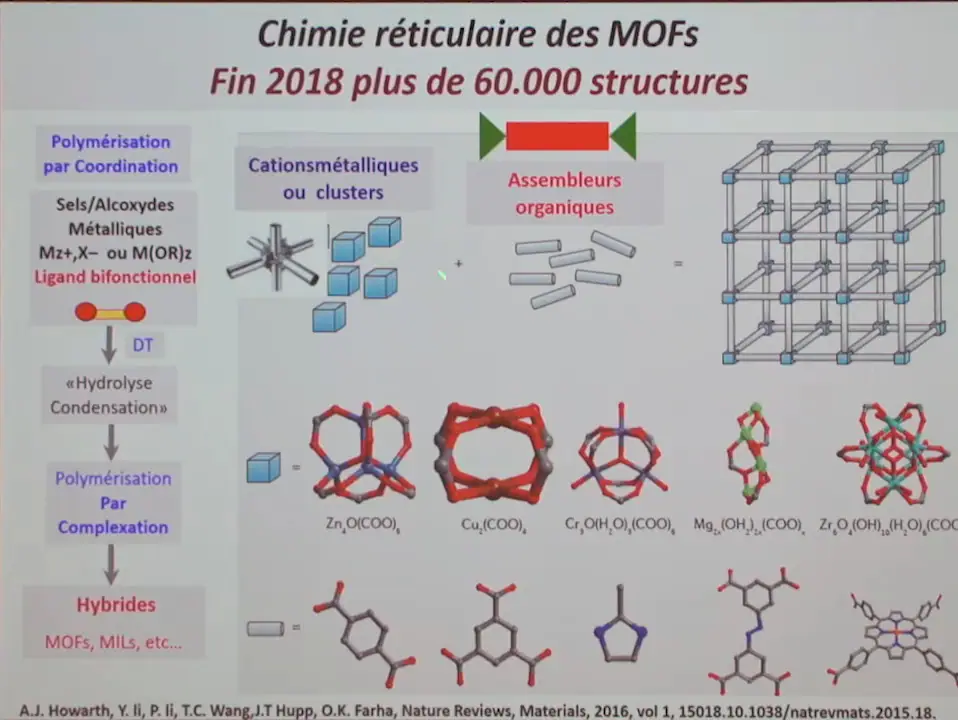 Chimie réticulaire des MOFs
Fin 2018 plus de 60.000 structures
Polymérisation
par Coordination
Sels/Alcoxydes
Métalliques
Mz+,X– ou M(OR)z
Ligand bifonctionnel
DT
«Hydrolyse
Condensation»
Polymérisation
Par
Complexation
Hybrides
MOFs, MILs, etc...
Cationsmétalliques
ou clusters
Assembleurs
organiques
+
=
=
Zn₄O(COO)₆
Cu₂(COO)₄
Cr₃O(H₂O)₃(COO)₆
Mg₂ₓ(OH₂)₂ₓ(COO)ₓ
Zr₆O₄(OH)₁₀(H₂O)₆(COO
=
A.J. Howarth, Y. li, P. li, T.C. Wang,J.T Hupp, O.K. Farha, Nature Reviews, Materials, 2016, vol 1, 15018.10.1038/natrevmats.2015.18.